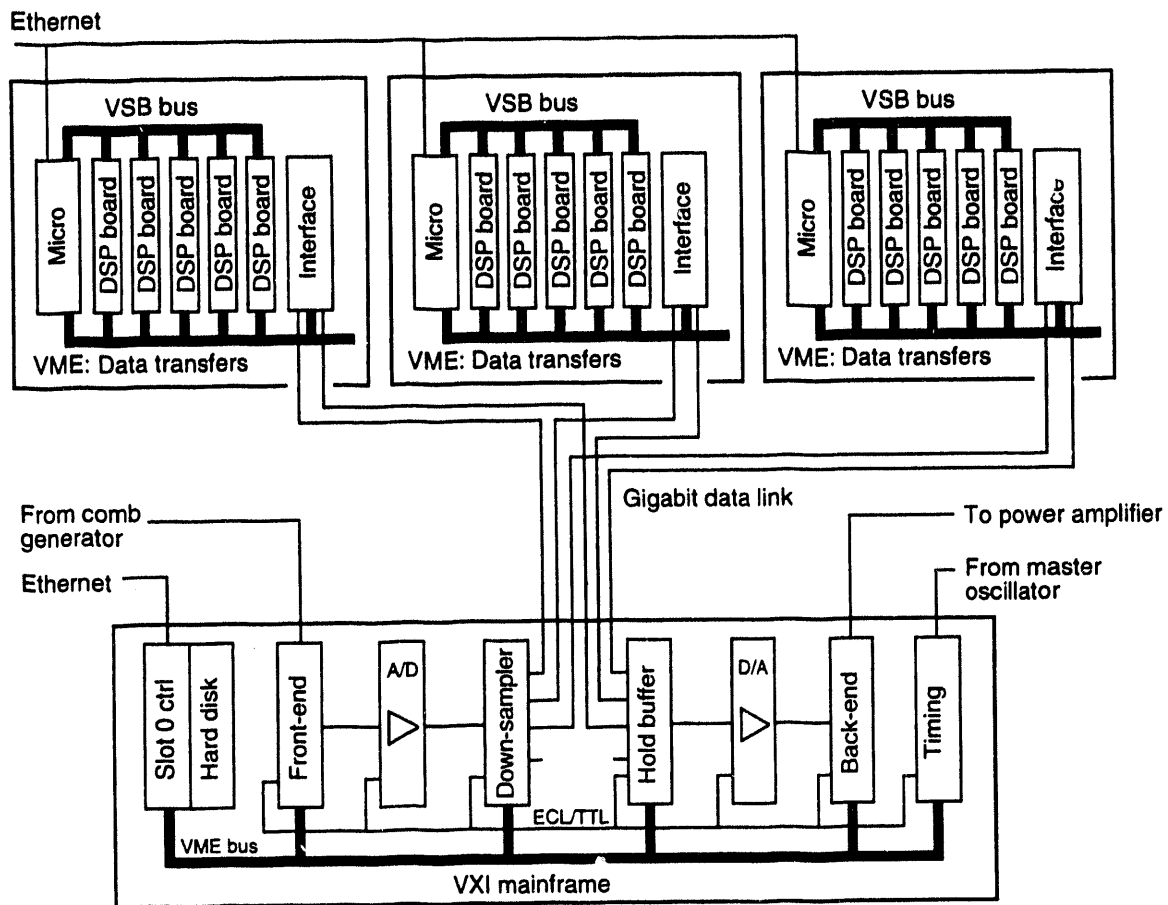 Ethernet
VSB bus
VSB bus
VSB bus
Micro
DSP board
DSP board
DSP board
DSP board
DSP board
Interface
Micro
DSP board
DSP board
DSP board
DSP board
DSP board
Interface
Micro
DSP board
DSP board
DSP board
DSP board
DSP board
Interface
VME: Data transfers
VME: Data transfers
VME: Data transfers
Gigabit data link
From comb
generator
To power amplifier
Ethernet
From master
oscillator
Slot 0 ctrl
Hard disk
Front-end
A/D
Down-sampler
Hold buffer
D/A
Back-end
Timing
ECL/TTL
VME bus
VXI mainframe